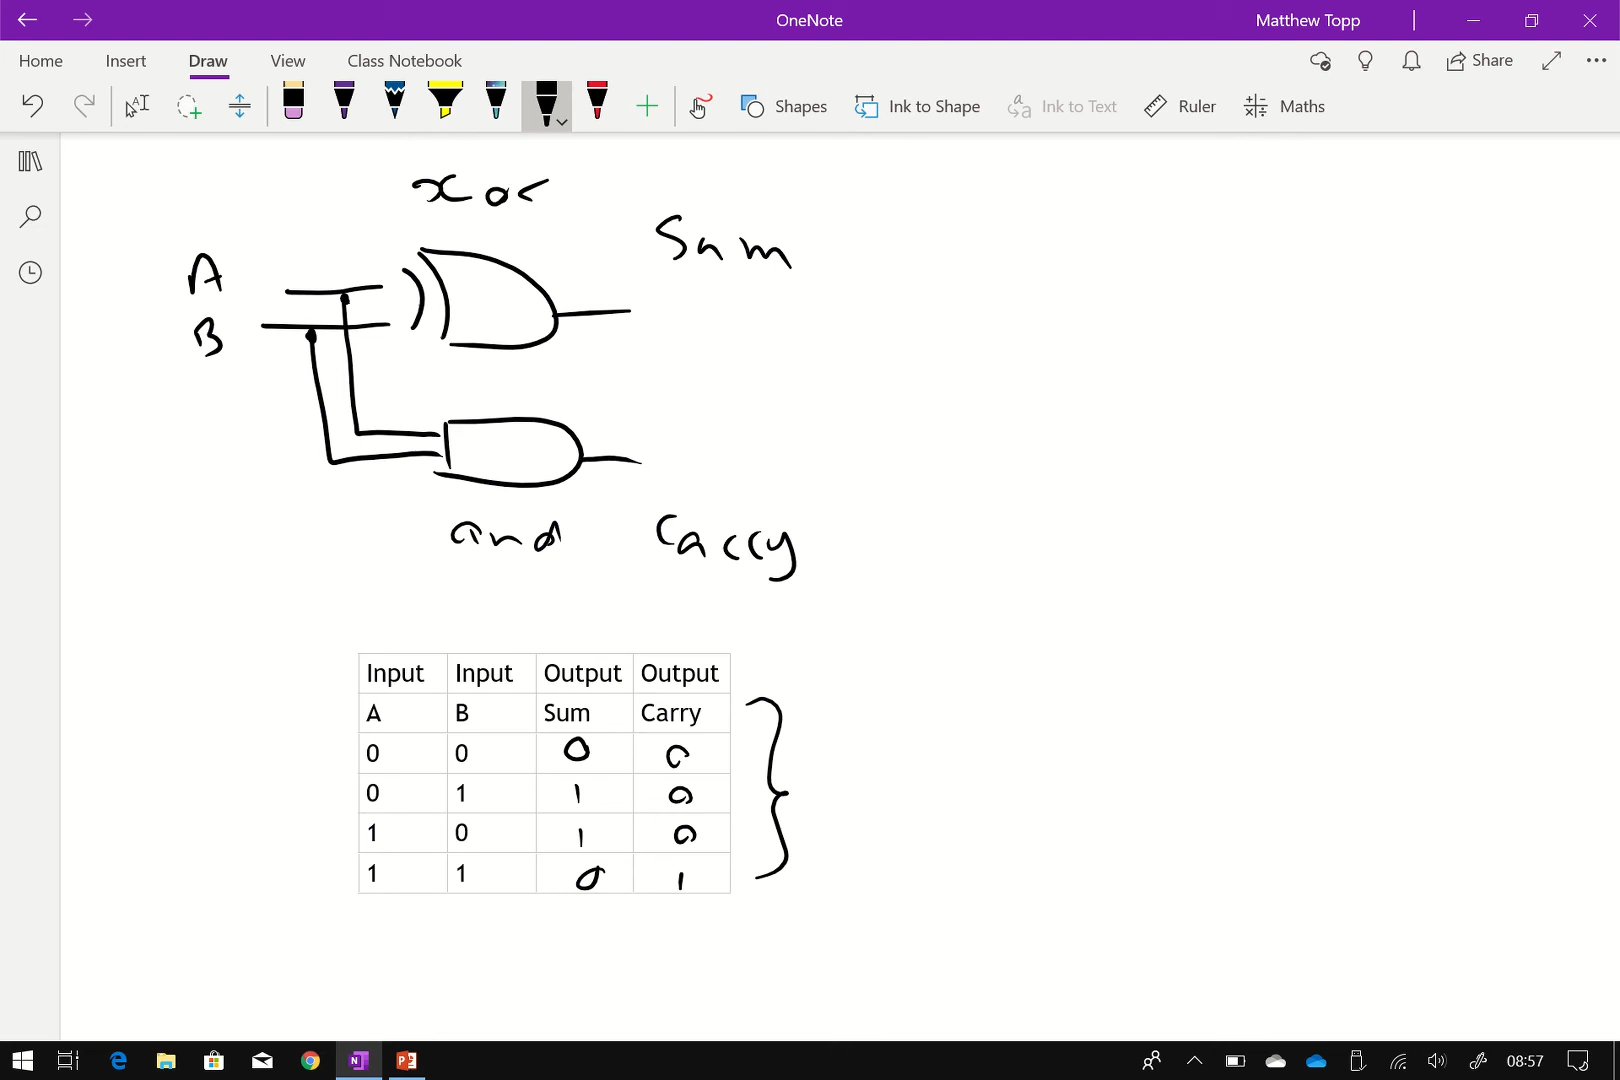 OneNote
Matthew Topp
Home Insert Draw View Class Notebook
Share
Shapes Ink to Shape Ink to Text Ruler Maths
xor
Sum
A
B
and
Carry
Input Input Output Output
A B Sum Carry
0 0 0 0
0 1 1 0
1 0 1 0
1 1 0 1
08:57